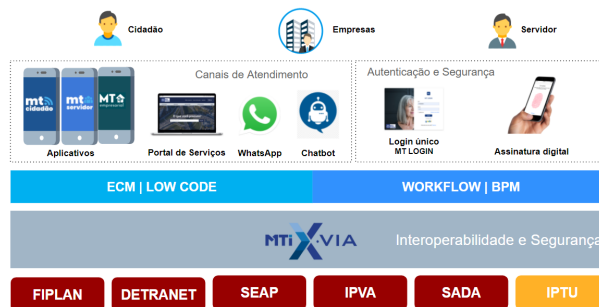 Cidadão
Empresas
Servidor
Canais de Atendimento
Autenticação e Segurança
mt
cidadão
mt
servidor
MT
Aplicativos
Portal de Serviços
WhatsApp
Chatbot
Login único
MT LOGIN
Assinatura digital
ECM | LOW CODE
WORKFLOW | BPM
MTi X-VIA
Interoperabilidade e Segurança
FIPLAN
DETRANET
SEAP
IPVA
SADA
IPTU